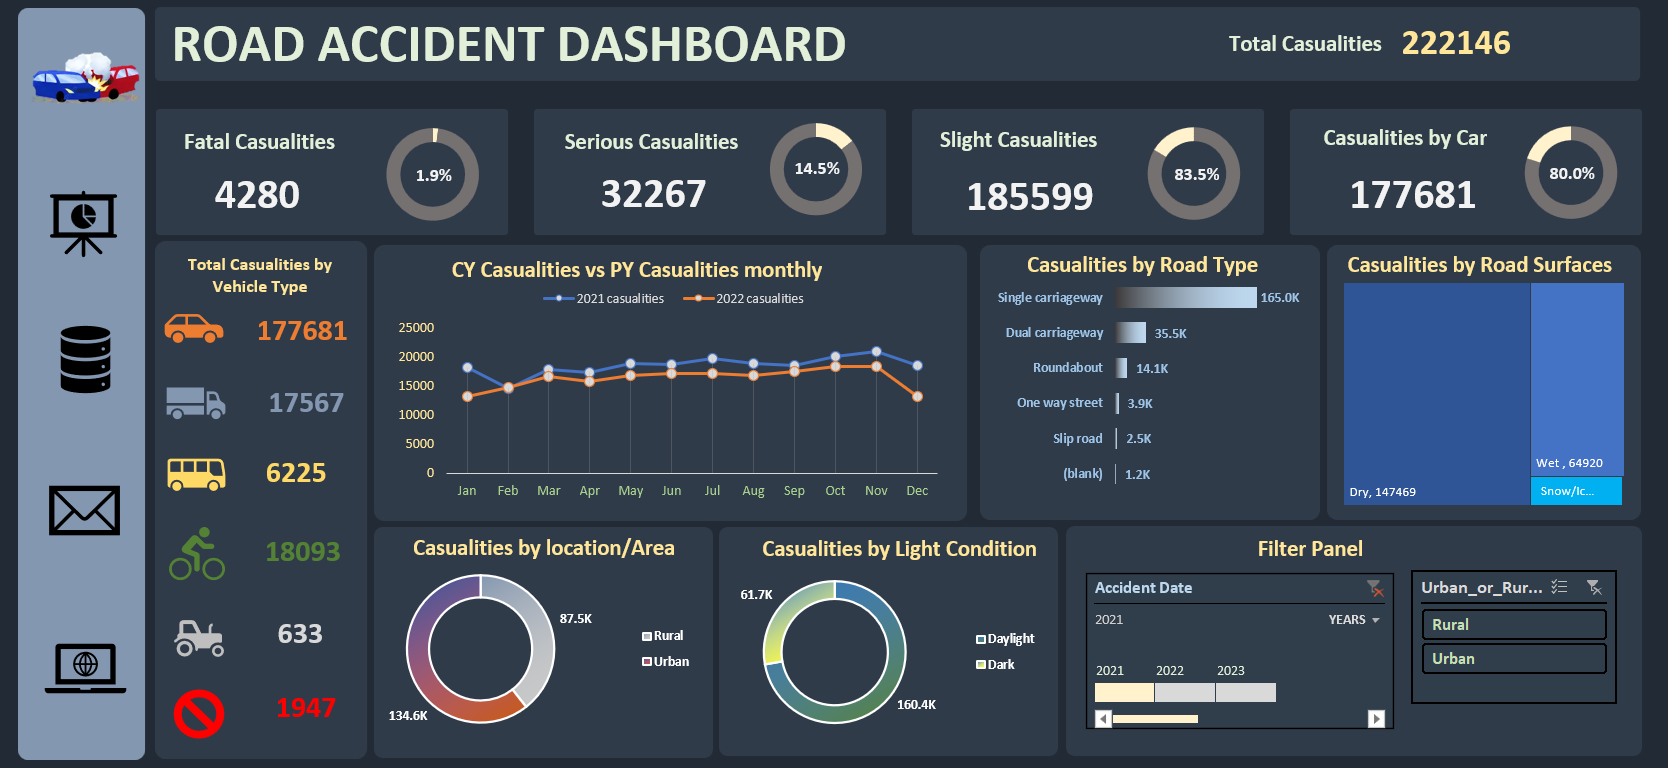 ROAD ACCIDENT DASHBOARD
Total Casualities 222146
Fatal Casualities
4280
1.9%
Serious Casualities
32267
14.5%
Slight Casualities
185599
83.5%
Casualities by Car
177681
80.0%
Total Casualities by
Vehicle Type
177681
17567
6225
18093
633
1947
CY Casualities vs PY Casualities monthly
2021 casualities 2022 casualities
25000
20000
15000
10000
5000
0
Jan Feb Mar Apr May Jun Jul Aug Sep Oct Nov Dec
Casualities by Road Type
Single carriageway 165.0K
Dual carriageway 35.5K
Roundabout 14.1K
One way street 3.9K
Slip road 2.5K
(blank) 1.2K
Casualities by Road Surfaces
Dry, 147469
Wet , 64920
Snow/Ic...
Casualities by location/Area
87.5K
134.6K
Rural
Urban
Casualities by Light Condition
61.7K
160.4K
Daylight
Dark
Filter Panel
Accident Date
2021 YEARS
2021 2022 2023
Urban_or_Rur...
Rural
Urban